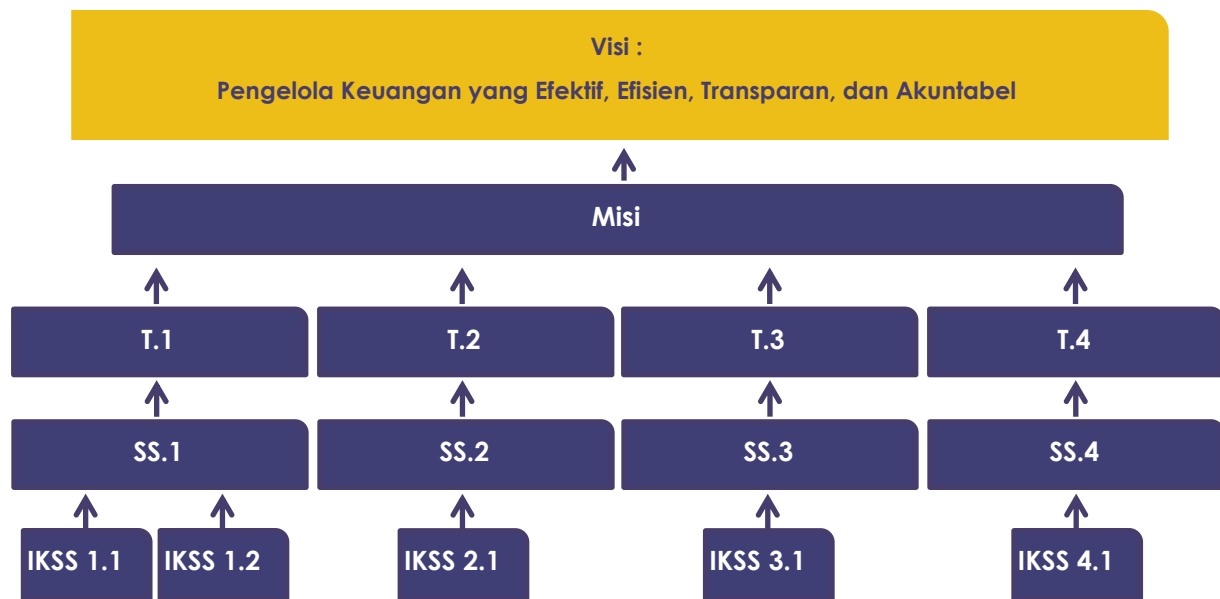 Visi :
Pengelola Keuangan yang Efektif, Efisien, Transparan, dan Akuntabel
Misi
T.1
T.2
T.3
T.4
SS.1
SS.2
SS.3
SS.4
IKSS 1.1
IKSS 1.2
IKSS 2.1
IKSS 3.1
IKSS 4.1